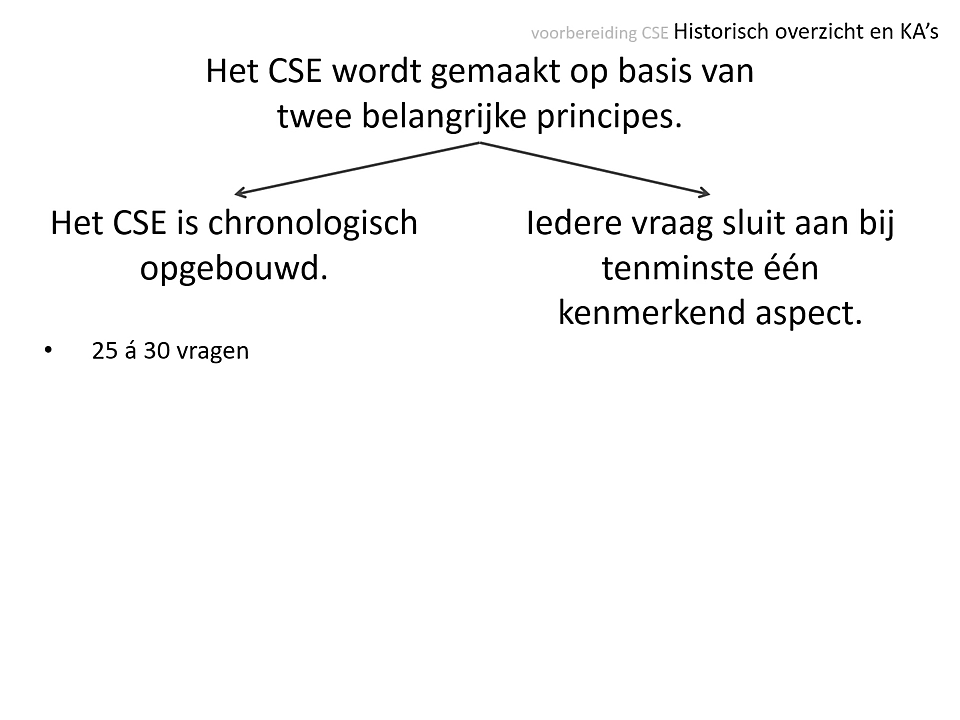 voorbereiding CSE Historisch overzicht en KA’s
Het CSE wordt gemaakt op basis van
twee belangrijke principes.
Het CSE is chronologisch
opgebouwd.
Iedere vraag sluit aan bij
tenminste één
kenmerkend aspect.
• 25 á 30 vragen